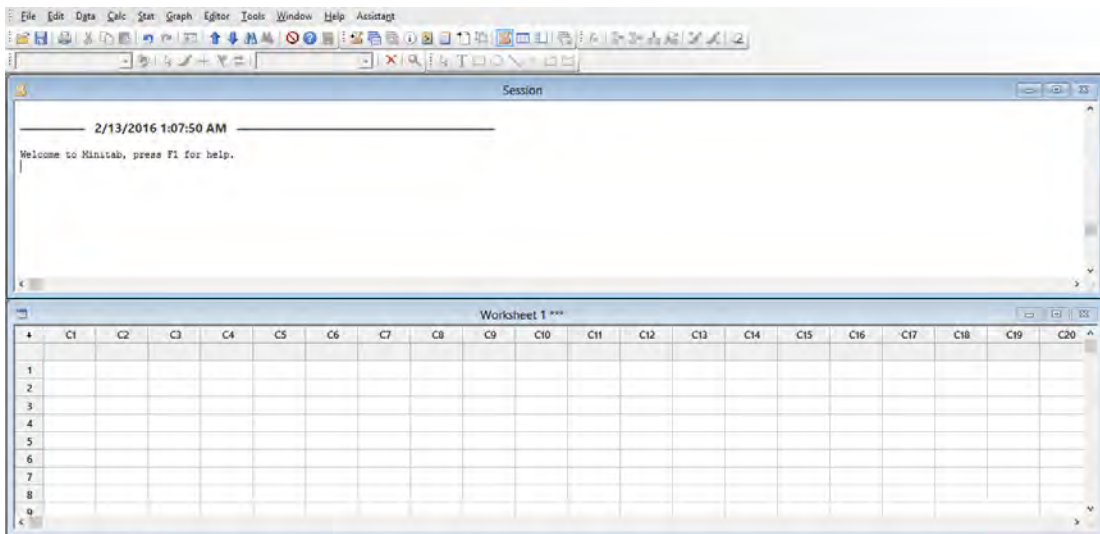 File Edit Data Calc Stat Graph Editor Tools Window Help Assistant
Session
2/13/2016 1:07:50 AM
Welcome to Minitab, press F1 for help.
Worksheet 1 ***
C1 C2 C3 C4 C5 C6 C7 C8 C9 C10 C11 C12 C13 C14 C15 C16 C17 C18 C19 C20
1
2
3
4
5
6
7
8
9